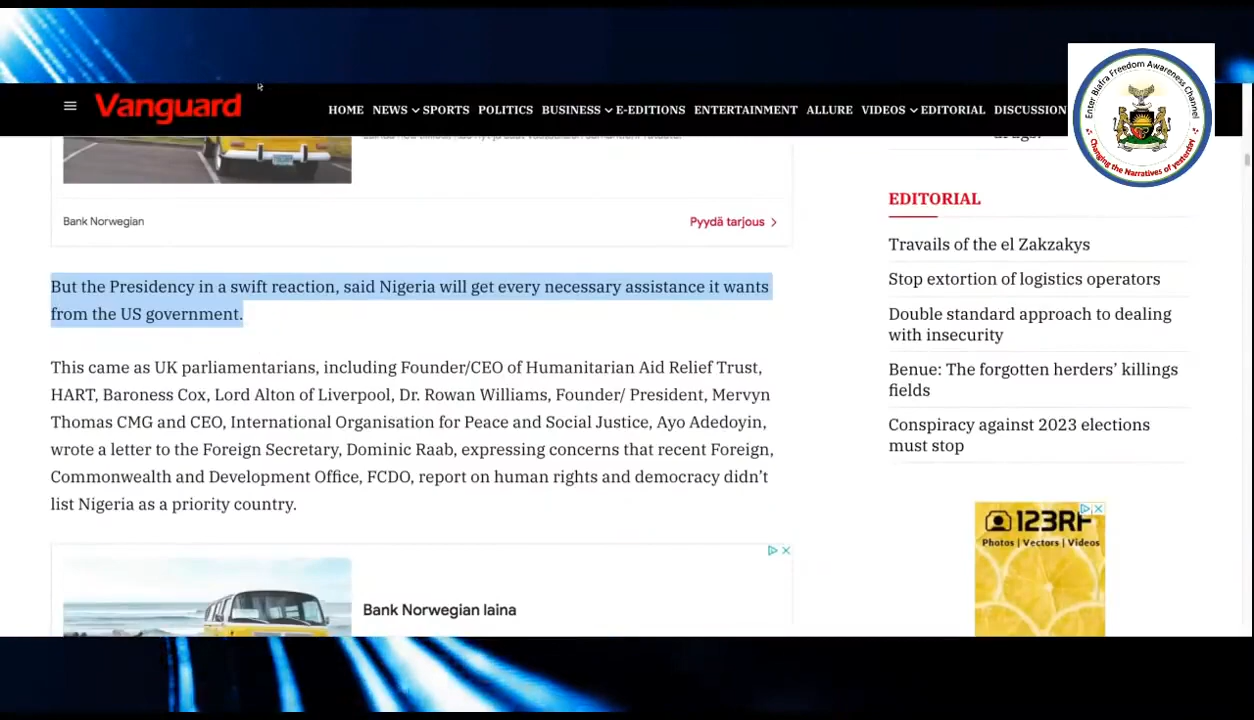 Vanguard
HOME NEWS SPORTS POLITICS BUSINESS E-EDITIONS ENTERTAINMENT ALLURE VIDEOS EDITORIAL DISCUSSION
Enter Biafra Freedom Awareness Channel
Changing the Narratives of yesterday
drugs.
Bank Norwegian
Pyydä tarjous
EDITORIAL
Travails of the el Zakzakys
Stop extortion of logistics operators
Double standard approach to dealing
with insecurity
Benue: The forgotten herders’ killings
fields
Conspiracy against 2023 elections
must stop
But the Presidency in a swift reaction, said Nigeria will get every necessary assistance it wants
from the US government.
This came as UK parliamentarians, including Founder/CEO of Humanitarian Aid Relief Trust,
HART, Baroness Cox, Lord Alton of Liverpool, Dr. Rowan Williams, Founder/ President, Mervyn
Thomas CMG and CEO, International Organisation for Peace and Social Justice, Ayo Adedoyin,
wrote a letter to the Foreign Secretary, Dominic Raab, expressing concerns that recent Foreign,
Commonwealth and Development Office, FCDO, report on human rights and democracy didn’t
list Nigeria as a priority country.
123RF
Photos | Vectors | Videos
Bank Norwegian laina